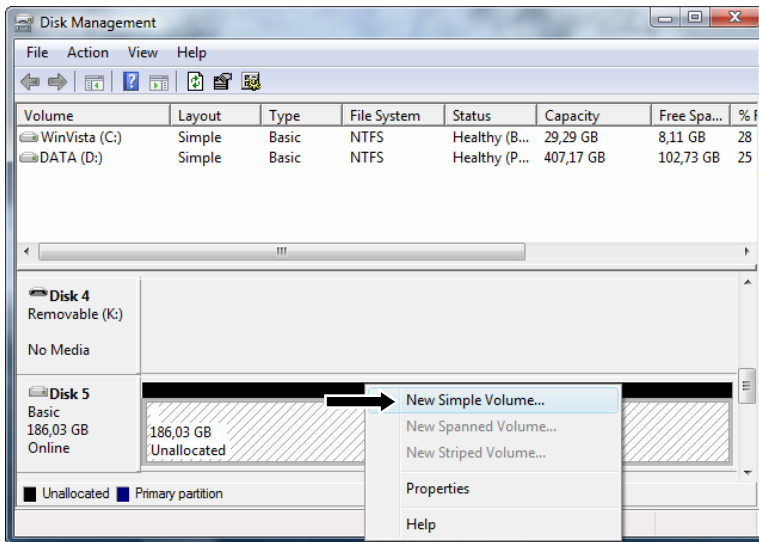 Disk Management
File Action View Help
Volume Layout Type File System Status Capacity Free Spa... % F
WinVista (C:) Simple Basic NTFS Healthy (B... 29,29 GB 8,11 GB 28
DATA (D:) Simple Basic NTFS Healthy (P... 407,17 GB 102,73 GB 25
Disk 4
Removable (K:)
No Media
Disk 5
Basic
186,03 GB
Online
186,03 GB
Unallocated
New Simple Volume...
New Spanned Volume...
New Striped Volume...
Properties
Help
Unallocated Primary partition